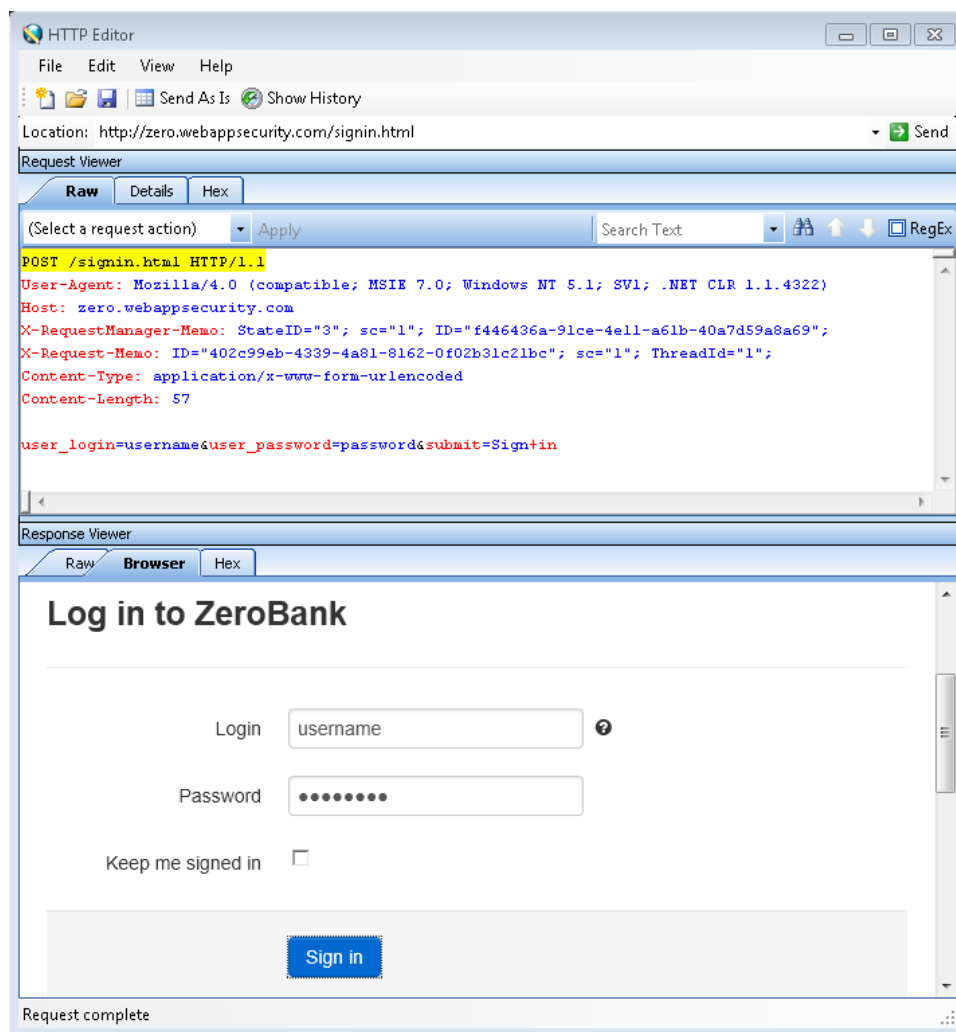 HTTP Editor
File Edit View Help
Send As Is Show History
Location: http://zero.webappsecurity.com/signin.html Send
Request Viewer
Raw Details Hex
(Select a request action) Apply Search Text RegEx
POST /signin.html HTTP/1.1
User-Agent: Mozilla/4.0 (compatible; MSIE 7.0; Windows NT 5.1; SV1; .NET CLR 1.1.4322)
Host: zero.webappsecurity.com
X-RequestManager-Memo: StateID="3"; sc="1"; ID="f446436a-91ce-4e11-a61b-40a7d59a8a69";
X-Request-Memo: ID="402c99eb-4339-4a81-8162-0f02b31c21bc"; sc="1"; ThreadId="1";
Content-Type: application/x-www-form-urlencoded
Content-Length: 57
user_login=username&user_password=password&submit=Sign+in
Response Viewer
Raw Browser Hex
Log in to ZeroBank
Login username
Password ••••••••
Keep me signed in
Sign in
Request complete